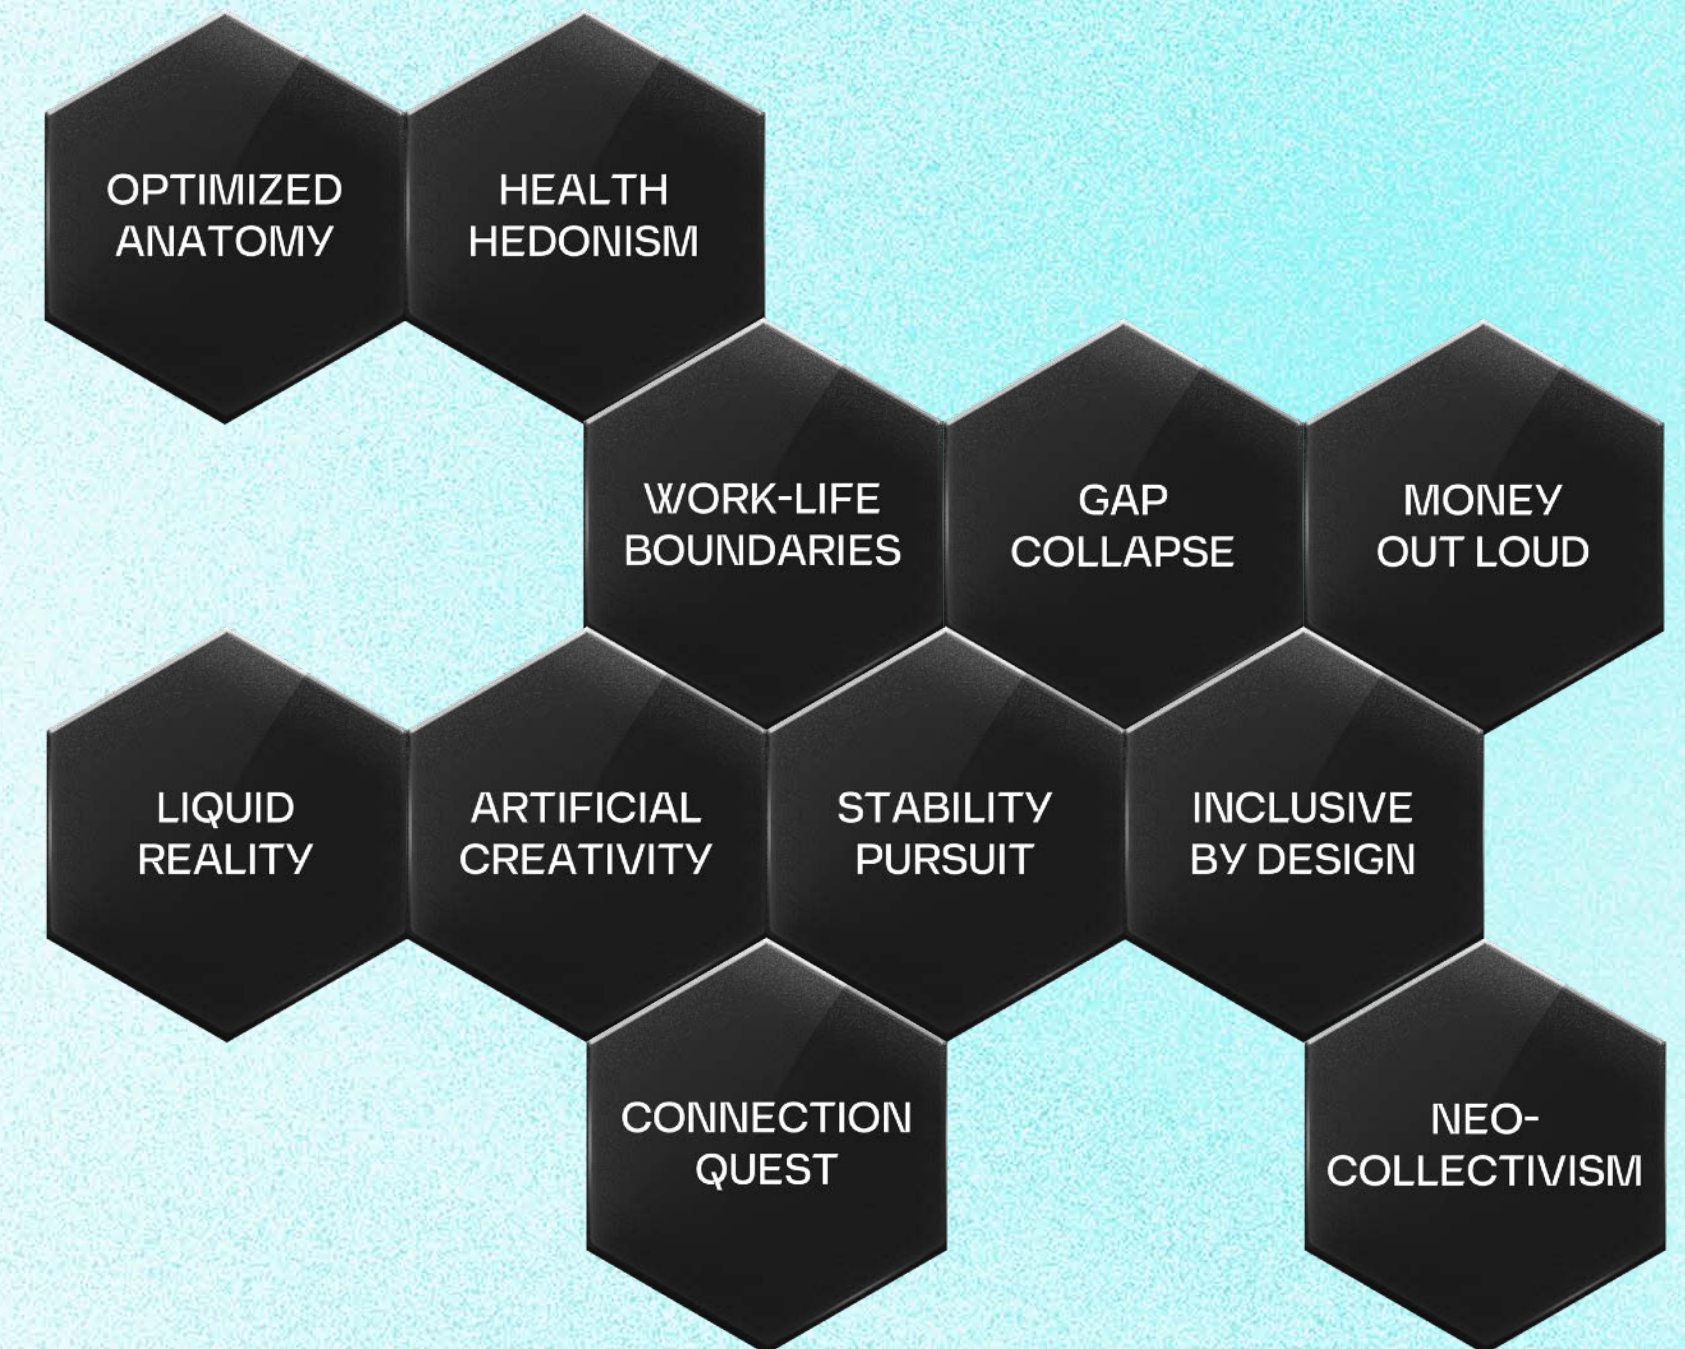 OPTIMIZED
ANATOMY
HEALTH
HEDONISM
WORK-LIFE
BOUNDARIES
GAP
COLLAPSE
MONEY
OUT LOUD
LIQUID
REALITY
ARTIFICIAL
CREATIVITY
STABILITY
PURSUIT
INCLUSIVE
BY DESIGN
CONNECTION
QUEST
NEO-
COLLECTIVISM